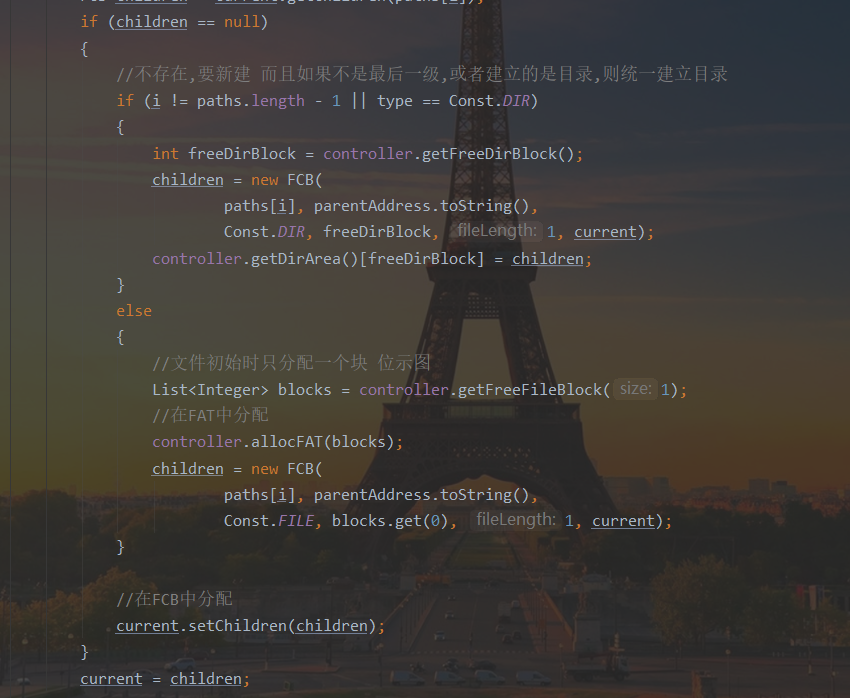 if (children == null)
{
//不存在,要新建 而且如果不是最后一级,或者建立的是目录,则统一建立目录
if (i != paths.length - 1 || type == Const.DIR)
{
int freeDirBlock = controller.getFreeDirBlock();
children = new FCB(
paths[i], parentAddress.toString(),
Const.DIR, freeDirBlock, fileLength: 1, current);
controller.getDirArea()[freeDirBlock] = children;
}
else
{
//文件初始时只分配一个块 位示图
List<Integer> blocks = controller.getFreeFileBlock( size: 1);
//在FAT中分配
controller.allocFAT(blocks);
children = new FCB(
paths[i], parentAddress.toString(),
Const.FILE, blocks.get(0), fileLength: 1, current);
}
//在FCB中分配
current.setChildren(children);
}
current = children;